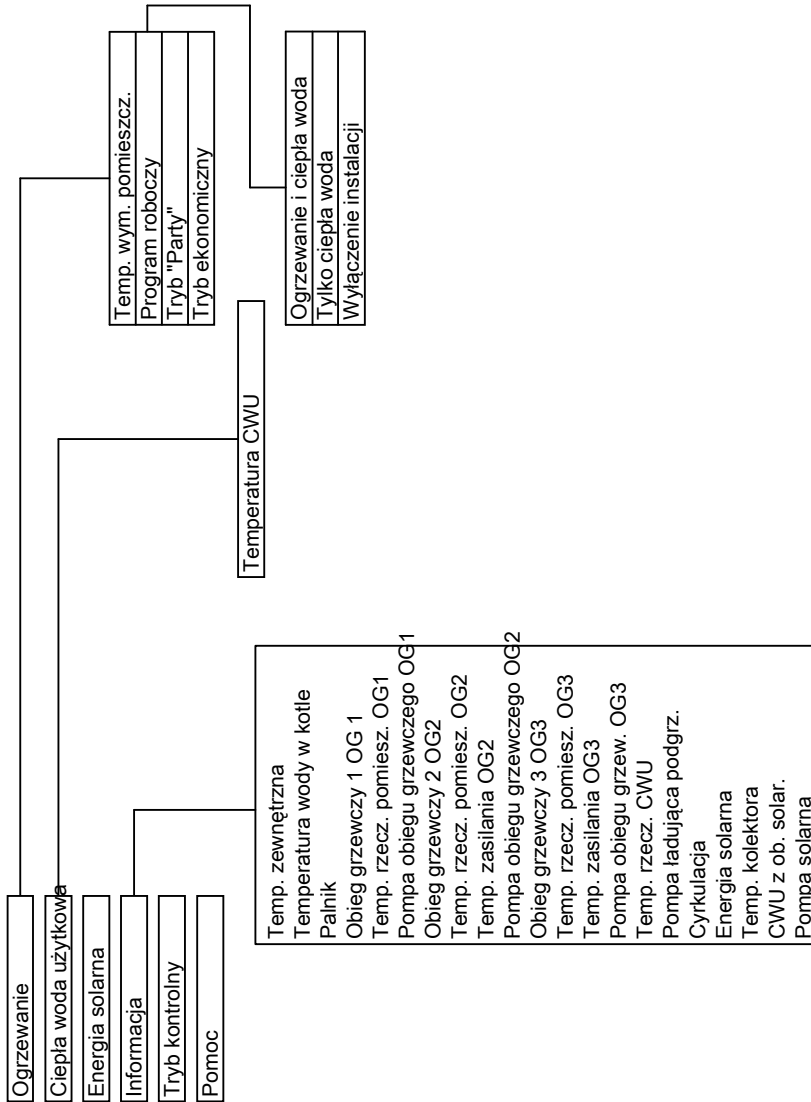 Ogrzewanie
Ciepła woda użytkowa
Energia solarna
Informacja
Tryb kontrolny
Pomoc
Temp. wym. pomieszcz.
Program roboczy
Tryb "Party"
Tryb ekonomiczny
Ogrzewanie i ciepła woda
Tylko ciepła woda
Wyłączenie instalacji
Temperatura CWU
Temp. zewnętrzna
Temperatura wody w kotle
Palnik
Obieg grzewczy 1 OG 1
Temp. rzecz. pomiesz. OG1
Pompa obiegu grzewczego OG1
Obieg grzewczy 2 OG2
Temp. rzecz. pomiesz. OG2
Temp. zasilania OG2
Pompa obiegu grzewczego OG2
Obieg grzewczy 3 OG3
Temp. rzecz. pomiesz. OG3
Temp. zasilania OG3
Pompa obiegu grzew. OG3
Temp. rzecz. CWU
Pompa ładująca podgrz.
Cyrkulacja
Energia solarna
Temp. kolektora
CWU z ob. solar.
Pompa solarna